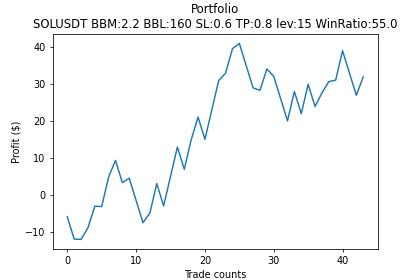 Portfolio
SOLUSDT BBM:2.2 BBL:160 SL:0.6 TP:0.8 lev:15 WinRatio:55.0
40
30
20
10
0
−10
Profit ($)
0 10 20 30 40
Trade counts